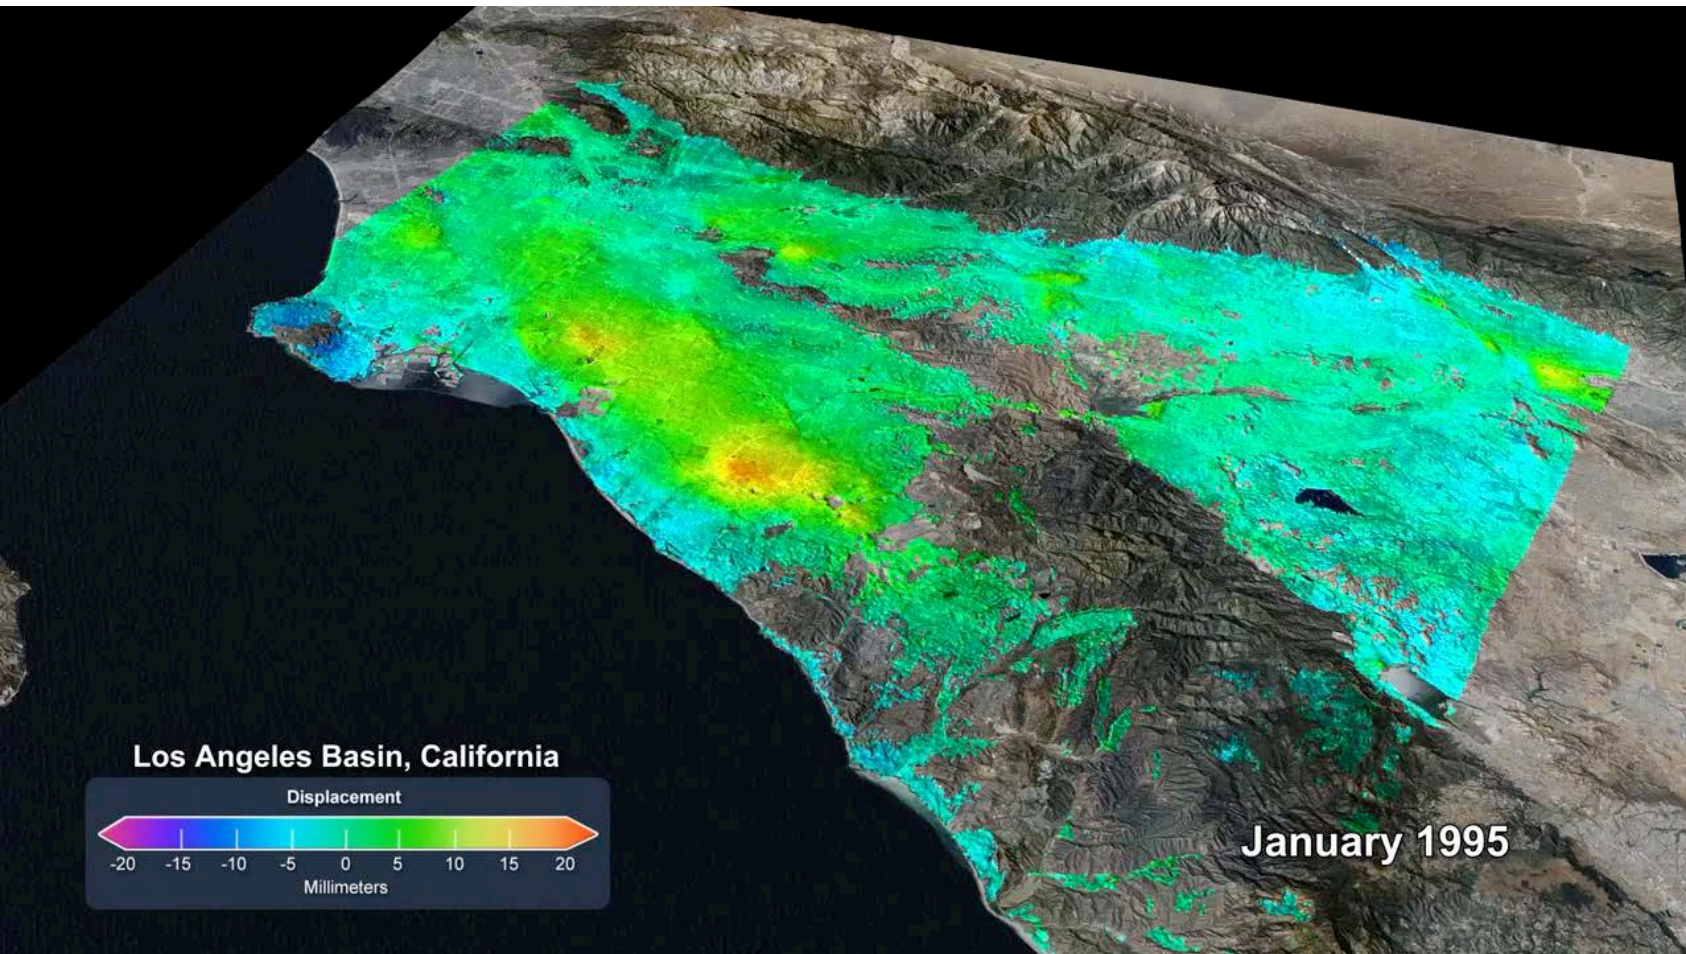 Los Angeles Basin, California
Displacement
-20 -15 -10 -5 0 5 10 15 20
Millimeters
January 1995